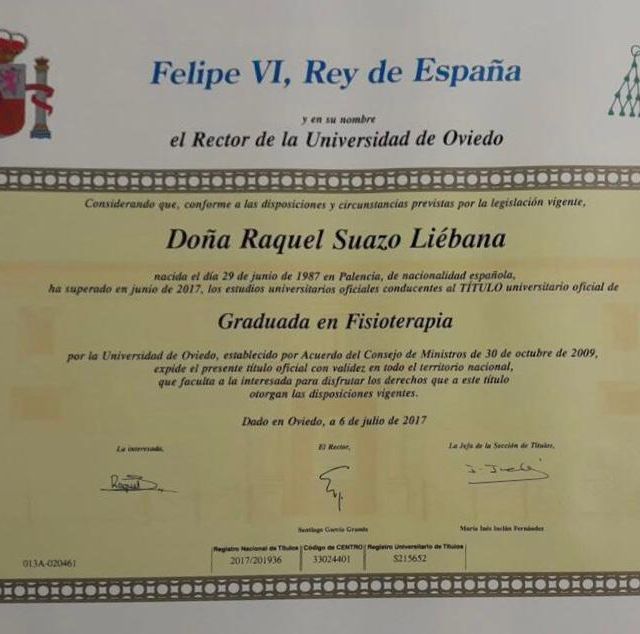 Felipe VI, Rey de España
y en su nombre
el Rector de la Universidad de Oviedo
Considerando que, conforme a las disposiciones y circunstancias previstas por la legislación vigente,
Doña Raquel Suazo Liébana
nacida el día 29 de junio de 1987 en Palencia, de nacionalidad española,
ha superado en junio de 2017, los estudios universitarios oficiales conducentes al TÍTULO universitario oficial de
Graduada en Fisioterapia
por la Universidad de Oviedo, establecido por Acuerdo del Consejo de Ministros de 30 de octubre de 2009,
expide el presente título oficial con validez en todo el territorio nacional,
que faculta a la interesada para disfrutar los derechos que a este título
otorgan las disposiciones vigentes.
Dado en Oviedo, a 6 de julio de 2017
La interesada, El Rector, La Jefa de la Sección de Títulos,
Raquel
Santiago García Granda María Inés Inclán Fernández
Registro Nacional de Títulos Código de CENTRO Registro Universitario de Títulos
013A-020461 2017/201936 33024401 S215652